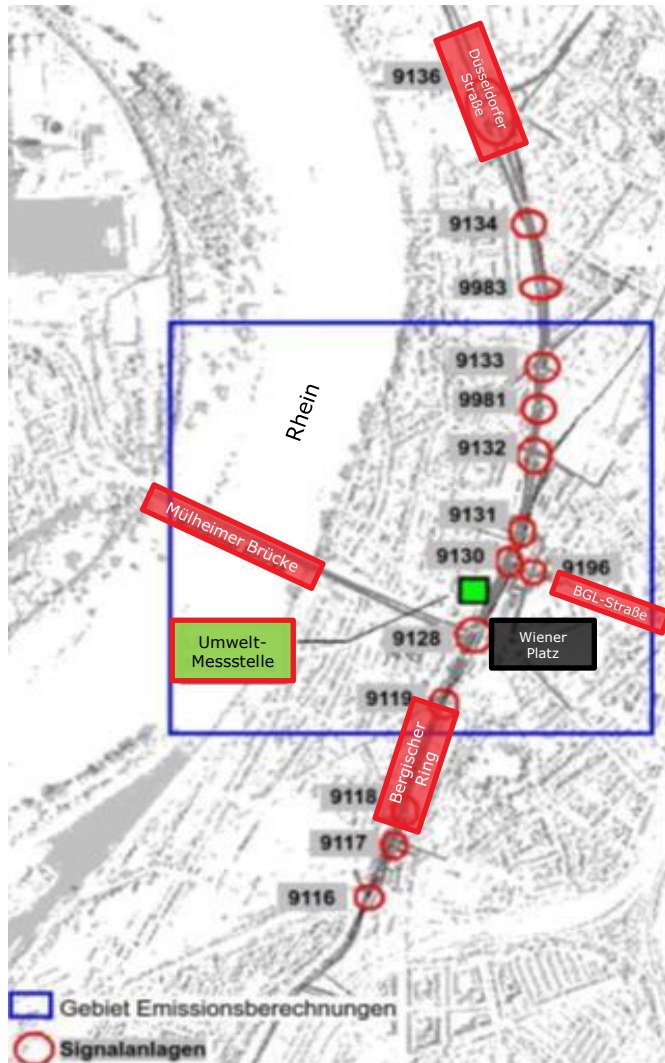 9136
Düsseldorfer
Straße
9134
9983
9133
Rhein
9981
9132
Mülheimer Brücke
9131
9130
9196
BGL-Straße
Umwelt-
Messstelle
9128
Wiener
Platz
9119
Bergischer
Ring
9118
9117
9116
Gebiet Emissionsberechnungen
Signalanlagen